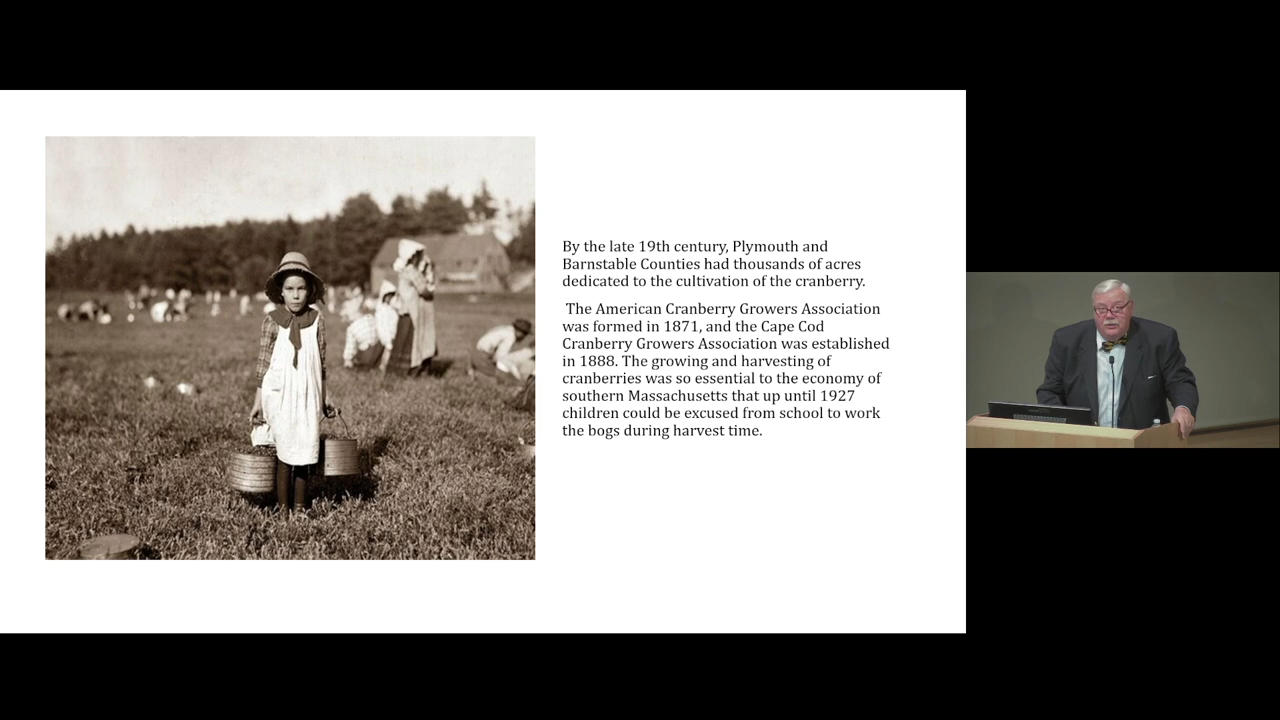 By the late 19th century, Plymouth and
Barnstable Counties had thousands of acres
dedicated to the cultivation of the cranberry.
The American Cranberry Growers Association
was formed in 1871, and the Cape Cod
Cranberry Growers Association was established
in 1888. The growing and harvesting of
cranberries was so essential to the economy of
southern Massachusetts that up until 1927
children could be excused from school to work
the bogs during harvest time.